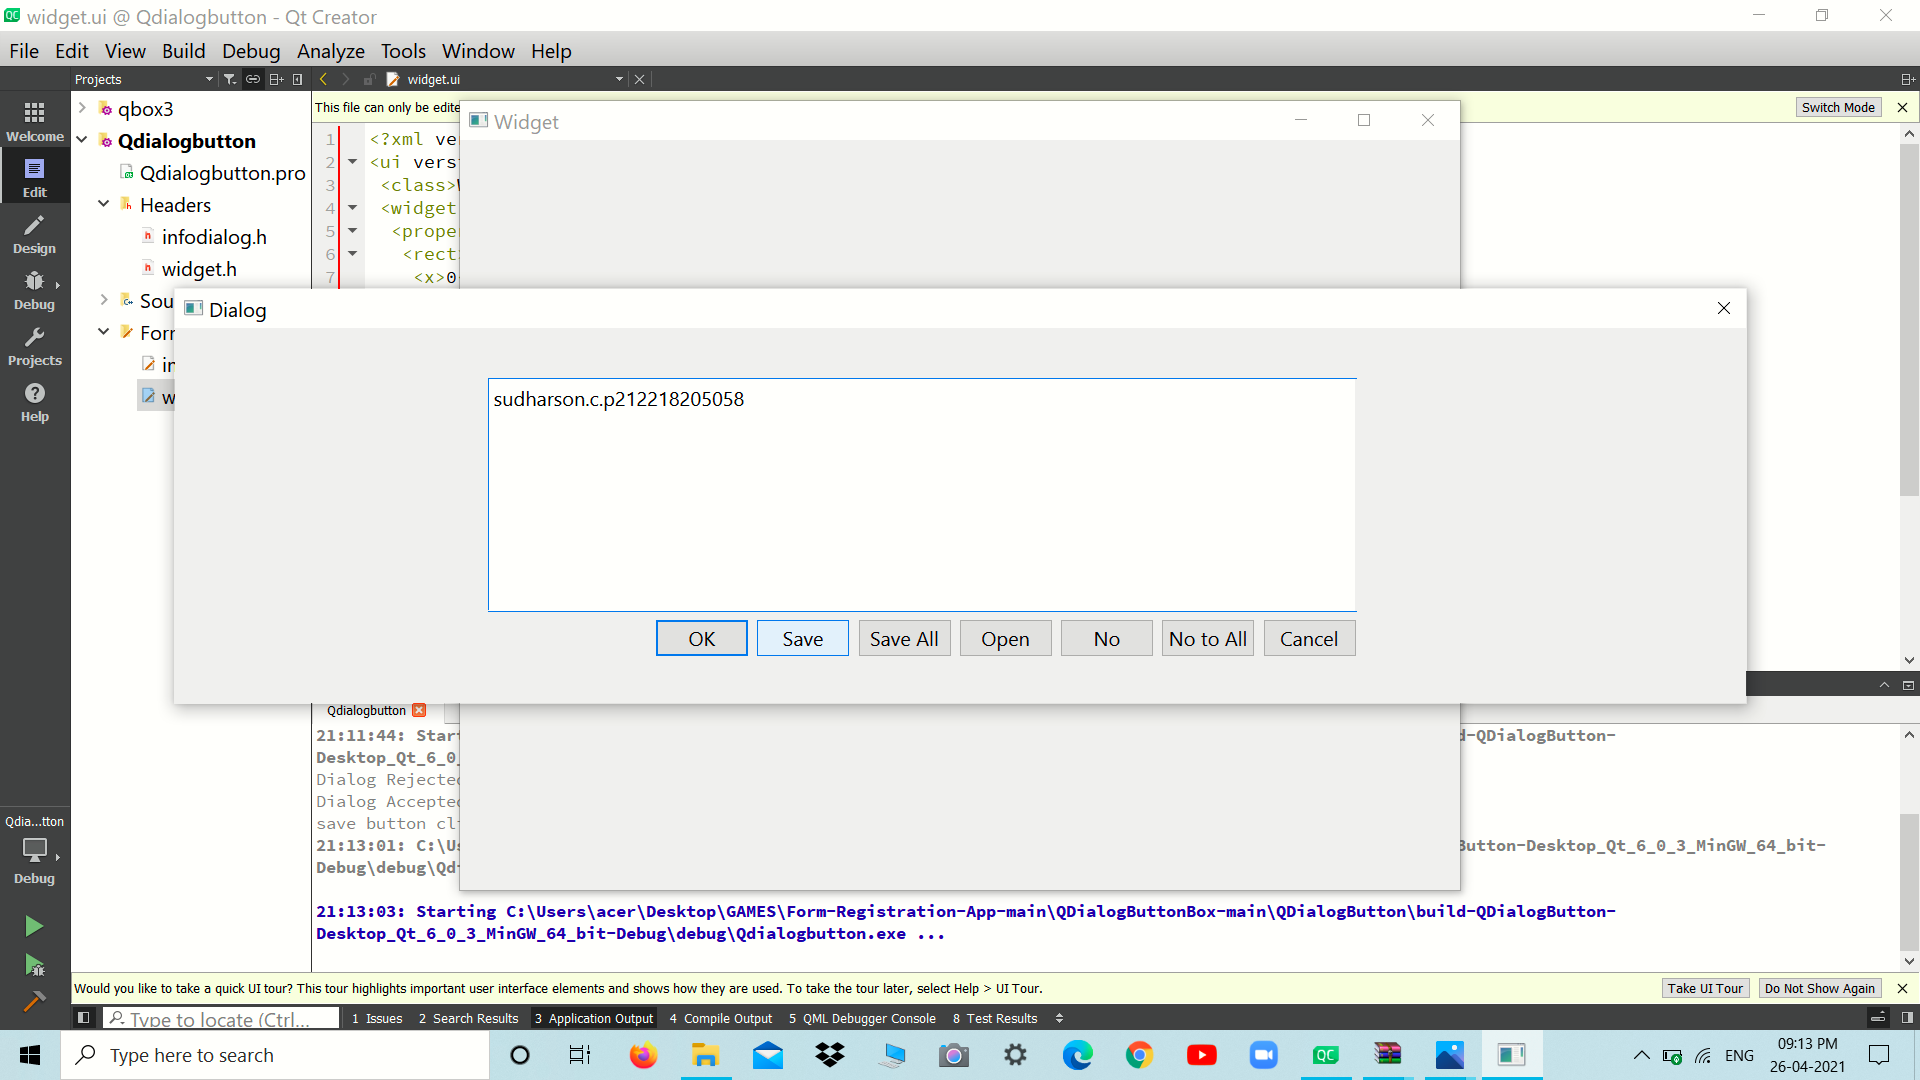 widget.ui @ Qdialogbutton - Qt Creator
File Edit View Build Debug Analyze Tools Window Help
Projects
widget.ui
This file can only be edite
Switch Mode
Welcome
Edit
Design
Debug
Projects
Help
qbox3
Qdialogbutton
Qdialogbutton.pro
Headers
infodialog.h
widget.h
Sou
For
in
w
1 <?xml ve
2 <ui vers
3 <class>
4 <widget
5 <prope
6 <rect
7 <x>0
Widget
Dialog
sudharson.c.p212218205058
OK Save Save All Open No No to All Cancel
Qdialogbutton
21:11:44: Star d-QDialogButton-
Desktop_Qt_6_0_
Dialog Rejected
Dialog Accepted
save button cli
21:13:01: C:\Us Button-Desktop_Qt_6_0_3_MinGW_64_bit-
Debug\debug\Qd
21:13:03: Starting C:\Users\acer\Desktop\GAMES\Form-Registration-App-main\QDialogButtonBox-main\QDialogButton\build-QDialogButton-
Desktop_Qt_6_0_3_MinGW_64_bit-Debug\debug\Qdialogbutton.exe ...
Qdia...tton
Debug
Would you like to take a quick UI tour? This tour highlights important user interface elements and shows how they are used. To take the tour later, select Help > UI Tour.
Take UI Tour Do Not Show Again
Type to locate (Ctrl...
1 Issues 2 Search Results 3 Application Output 4 Compile Output 5 QML Debugger Console 8 Test Results
Type here to search
QC
ENG
09:13 PM
26-04-2021